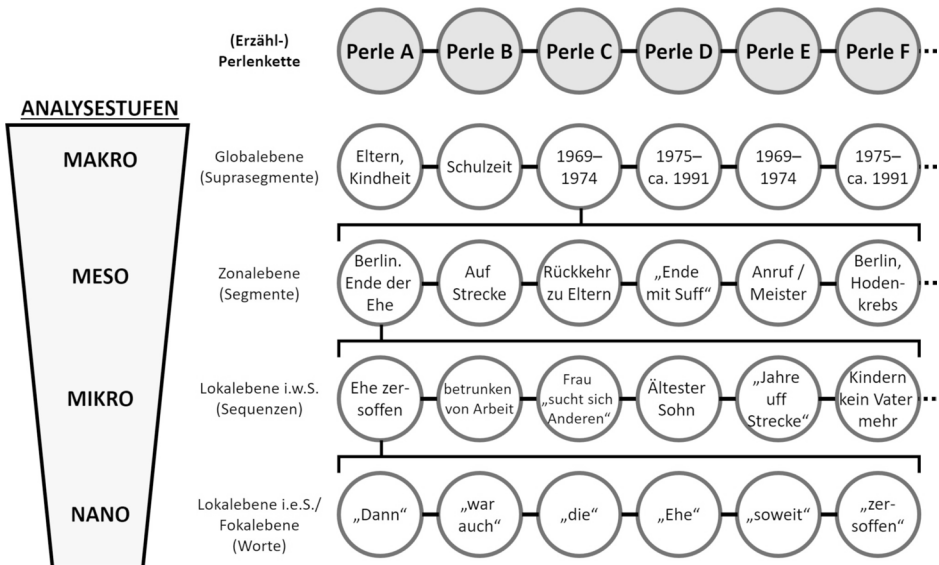 (Erzähl-)
Perlenkette
Perle A
Perle B
Perle C
Perle D
Perle E
Perle F
ANALYSESTUFEN
MAKRO
Globalebene
(Suprasegmente)
Eltern,
Kindheit
Schulzeit
1969–
1974
1975–
ca. 1991
1969–
1974
1975–
ca. 1991
MESO
Zonalebene
(Segmente)
Berlin.
Ende der
Ehe
Auf
Strecke
Rückkehr
zu Eltern
„Ende
mit Suff“
Anruf /
Meister
Berlin,
Hoden-
krebs
MIKRO
Lokalebene i.w.S.
(Sequenzen)
Ehe zer-
soffen
betrunken
von Arbeit
Frau
„sucht sich
Anderen“
Ältester
Sohn
„Jahre
uff
Strecke“
Kindern
kein Vater
mehr
NANO
Lokalebene i.e.S./
Fokalebene
(Worte)
„Dann“
„war
auch“
„die“
„Ehe“
„soweit“
„zer-
soffen“